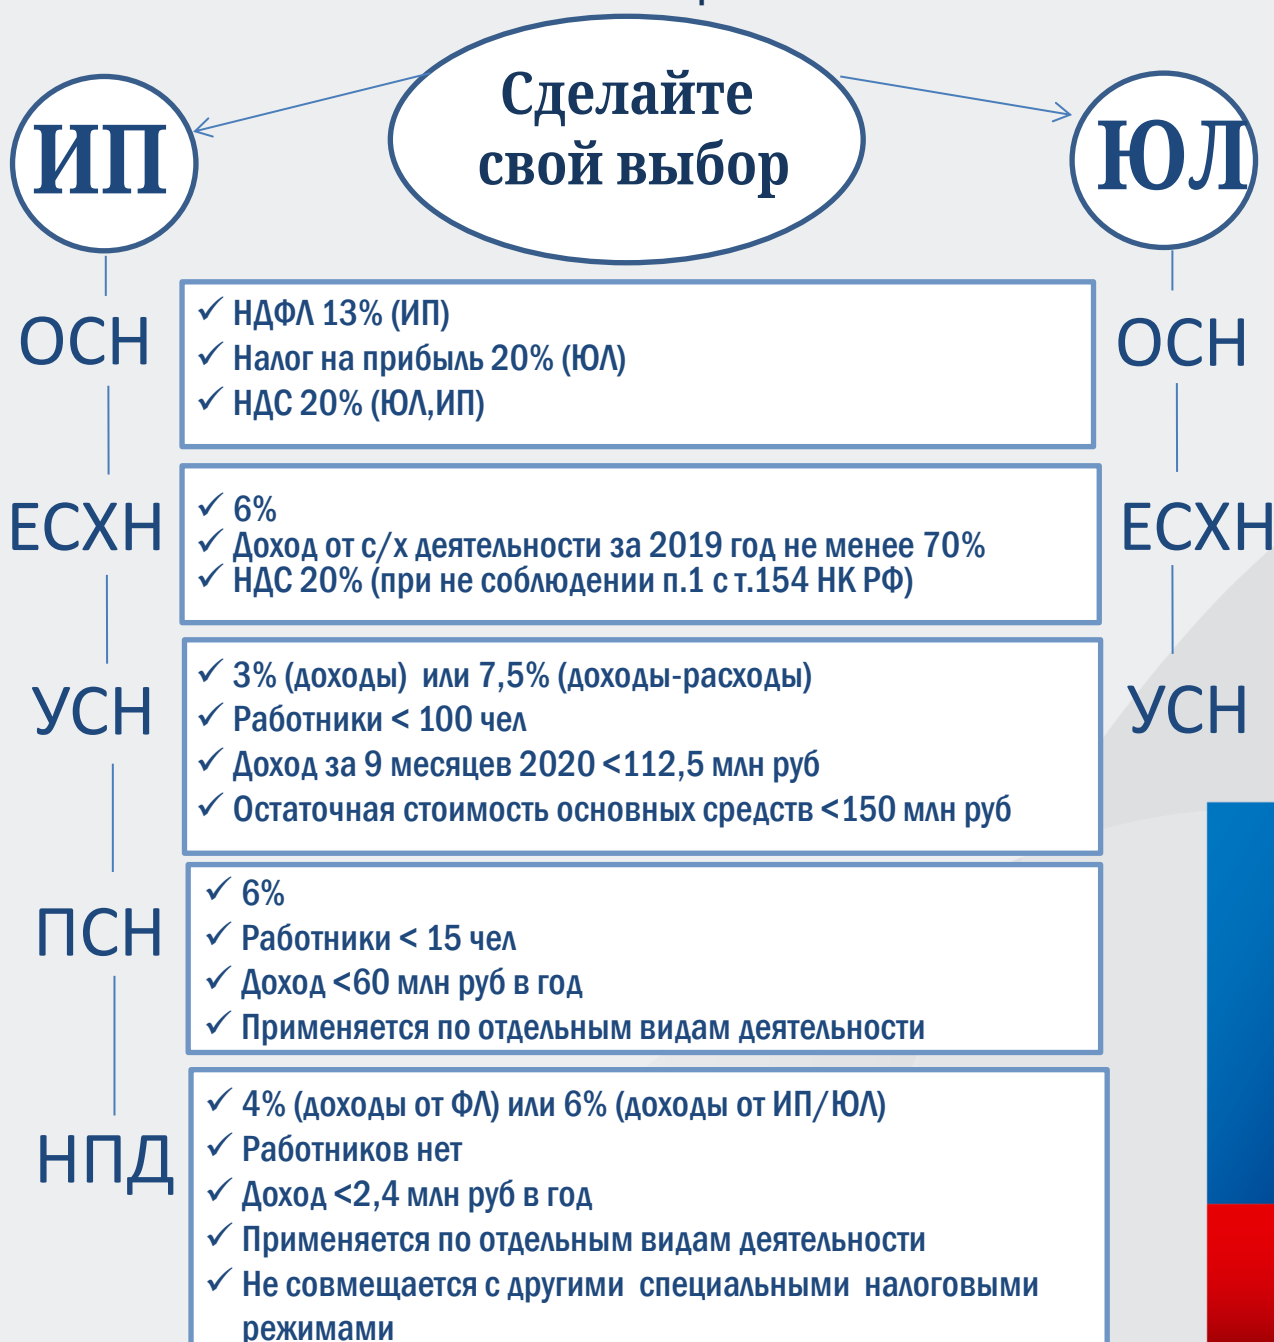 Сделайте
свой выбор
ИП
ЮЛ
ОСН
✓ НДФЛ 13% (ИП)
✓ Налог на прибыль 20% (ЮЛ)
✓ НДС 20% (ЮЛ,ИП)
ОСН
ЕСХН
✓ 6%
✓ Доход от с/х деятельности за 2019 год не менее 70%
✓ НДС 20% (при не соблюдении п.1 с т.154 НК РФ)
ЕСХН
УСН
✓ 3% (доходы) или 7,5% (доходы-расходы)
✓ Работники < 100 чел
✓ Доход за 9 месяцев 2020 <112,5 млн руб
✓ Остаточная стоимость основных средств <150 млн руб
УСН
ПСН
✓ 6%
✓ Работники < 15 чел
✓ Доход <60 млн руб в год
✓ Применяется по отдельным видам деятельности
НПД
✓ 4% (доходы от ФЛ) или 6% (доходы от ИП/ЮЛ)
✓ Работников нет
✓ Доход <2,4 млн руб в год
✓ Применяется по отдельным видам деятельности
✓ Не совмещается с другими специальными налоговыми
режимами